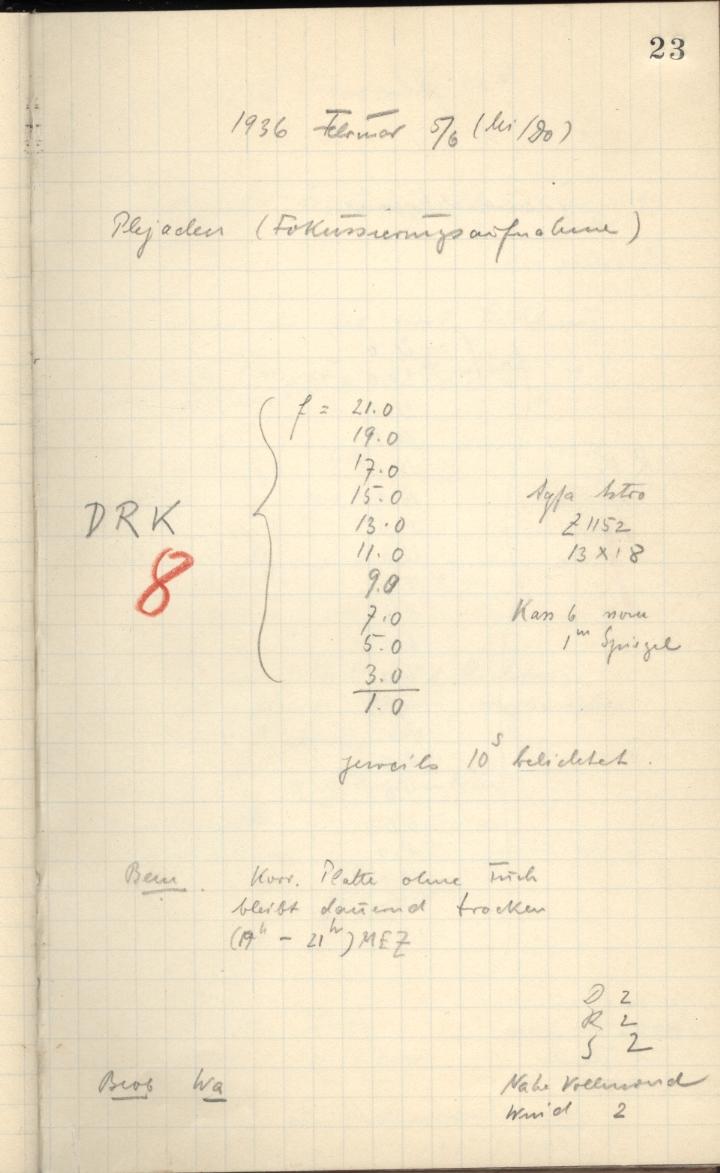 23
1936 Februar 5/6 (Mi/Do)
Plejaden (Fokussierungsaufnahme)
f = 21.0
19.0
17.0
15.0
13.0
11.0
9.0
7.0
5.0
3.0
1.0
DRK
8
Agfa Astro
Z 1152
13 x 18
Kass 6 nom
1m Spiegel
jeweils 10s belichtet.
Bem. Korr. Platte ohne Tuch
bleibt dauernd trocken
(19h - 21h) MEZ
D 2
R 2
S 2
Beob Wa
Nahe Vollmond
Wind 2